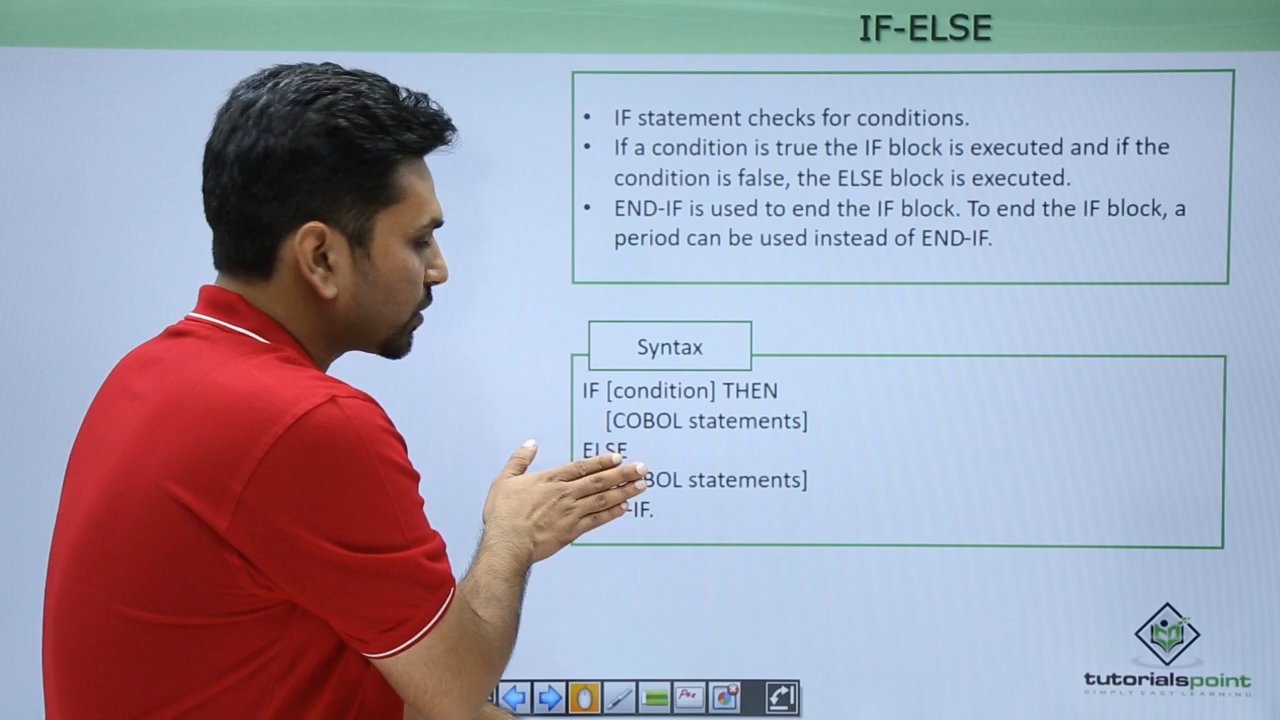 IF-ELSE
• IF statement checks for conditions.
• If a condition is true the IF block is executed and if the
condition is false, the ELSE block is executed.
• END-IF is used to end the IF block. To end the IF block, a
period can be used instead of END-IF.
Syntax
IF [condition] THEN
[COBOL statements]
ELSE
BOL statements]
-IF.
Pen
tutorialspoint
SIMPLY EASY LEARNING